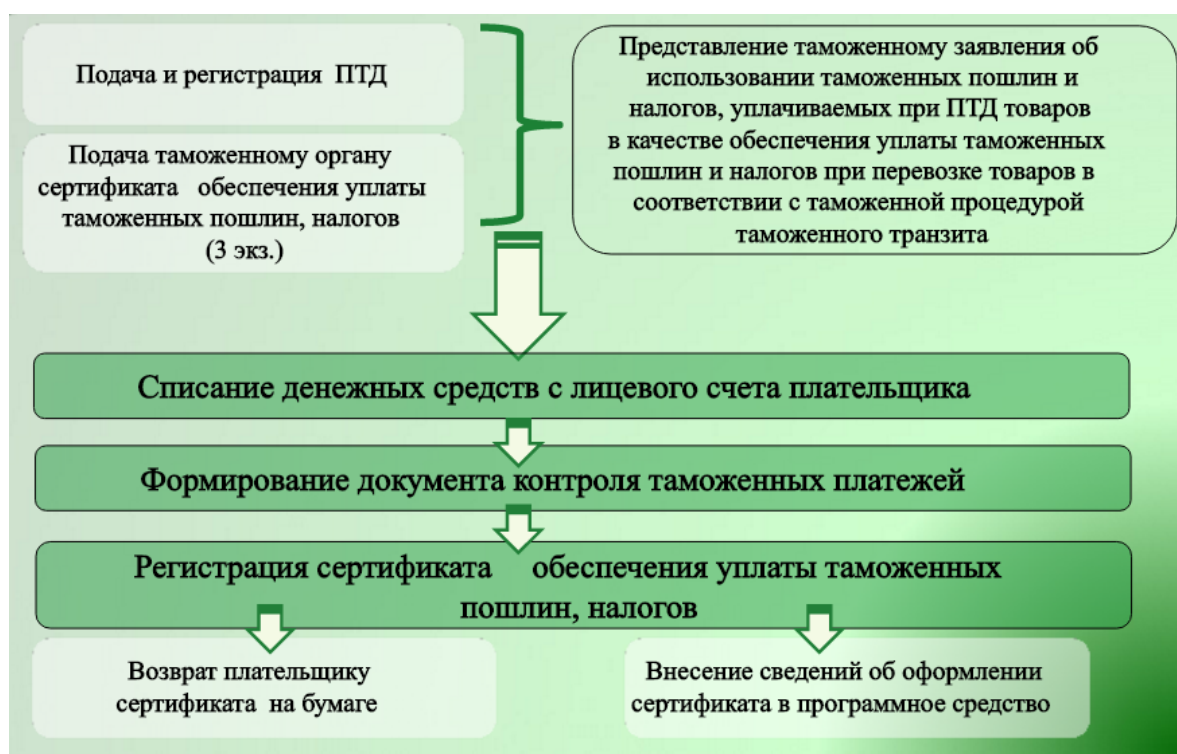 Подача и регистрация ПТД
Подача таможенному органу
сертификата обеспечения уплаты
таможенных пошлин, налогов
(3 экз.)
Представление таможенному заявления об
использовании таможенных пошлин и
налогов, уплачиваемых при ПТД товаров
в качестве обеспечения уплаты таможенных
пошлин и налогов при перевозке товаров в
соответствии с таможенной процедурой
таможенного транзита
Списание денежных средств с лицевого счета плательщика
Формирование документа контроля таможенных платежей
Регистрация сертификата обеспечения уплаты таможенных
пошлин, налогов
Возврат плательщику
сертификата на бумаге
Внесение сведений об оформлении
сертификата в программное средство